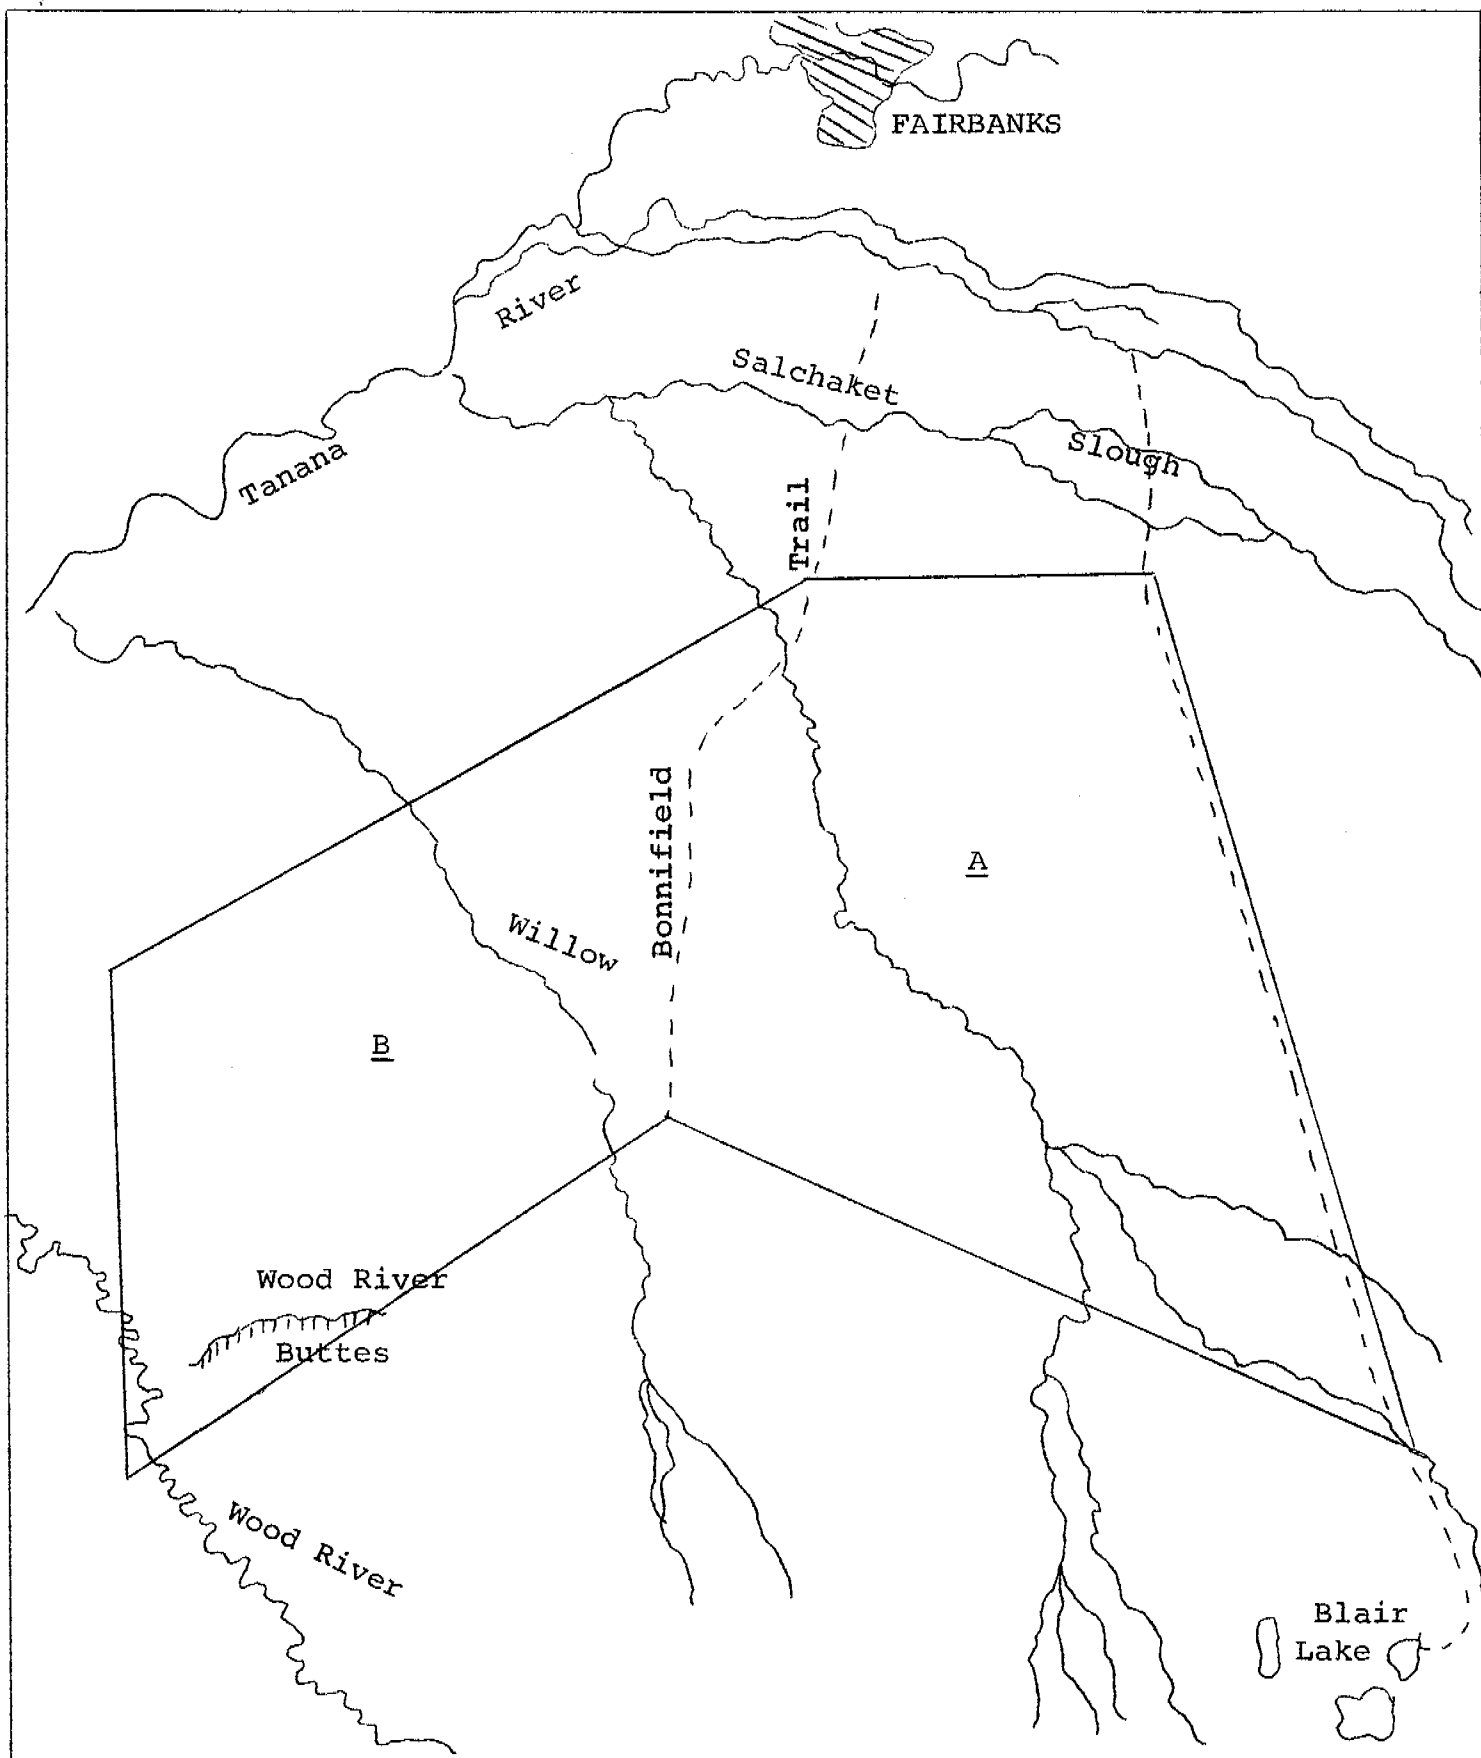 FAIRBANKS
River
Salchaket
Slough
Tanana
Trail
Bonnifield
A
Willow
B
Wood River
Buttes
Wood River
Blair
Lake